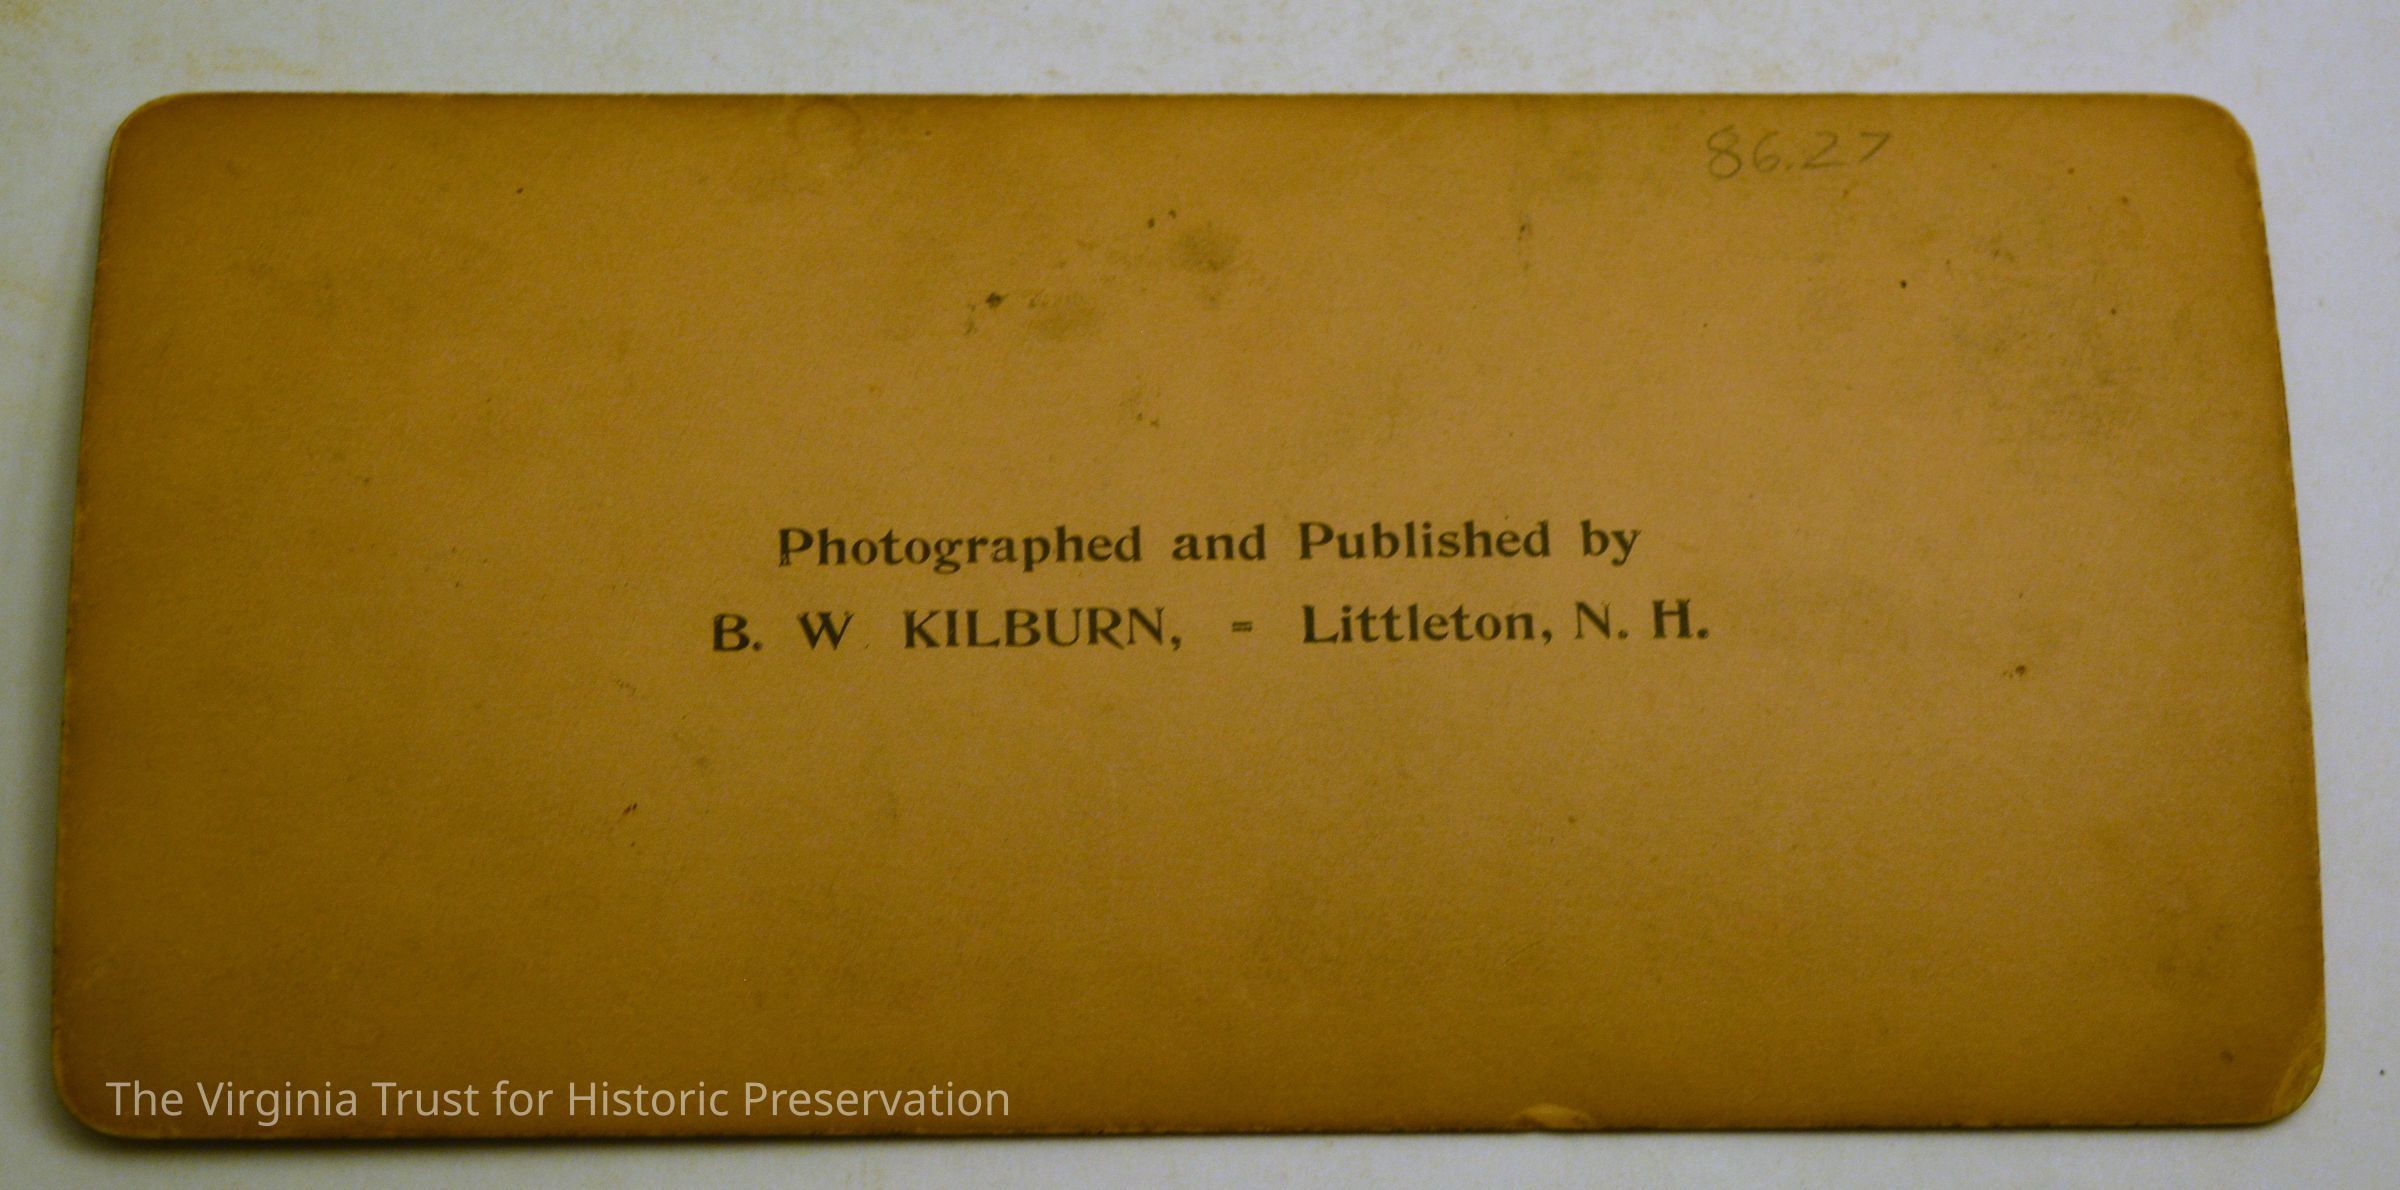 86.27
Photographed and Published by
B. W. KILBURN, = Littleton, N. H.
The Virginia Trust for Historic Preservation